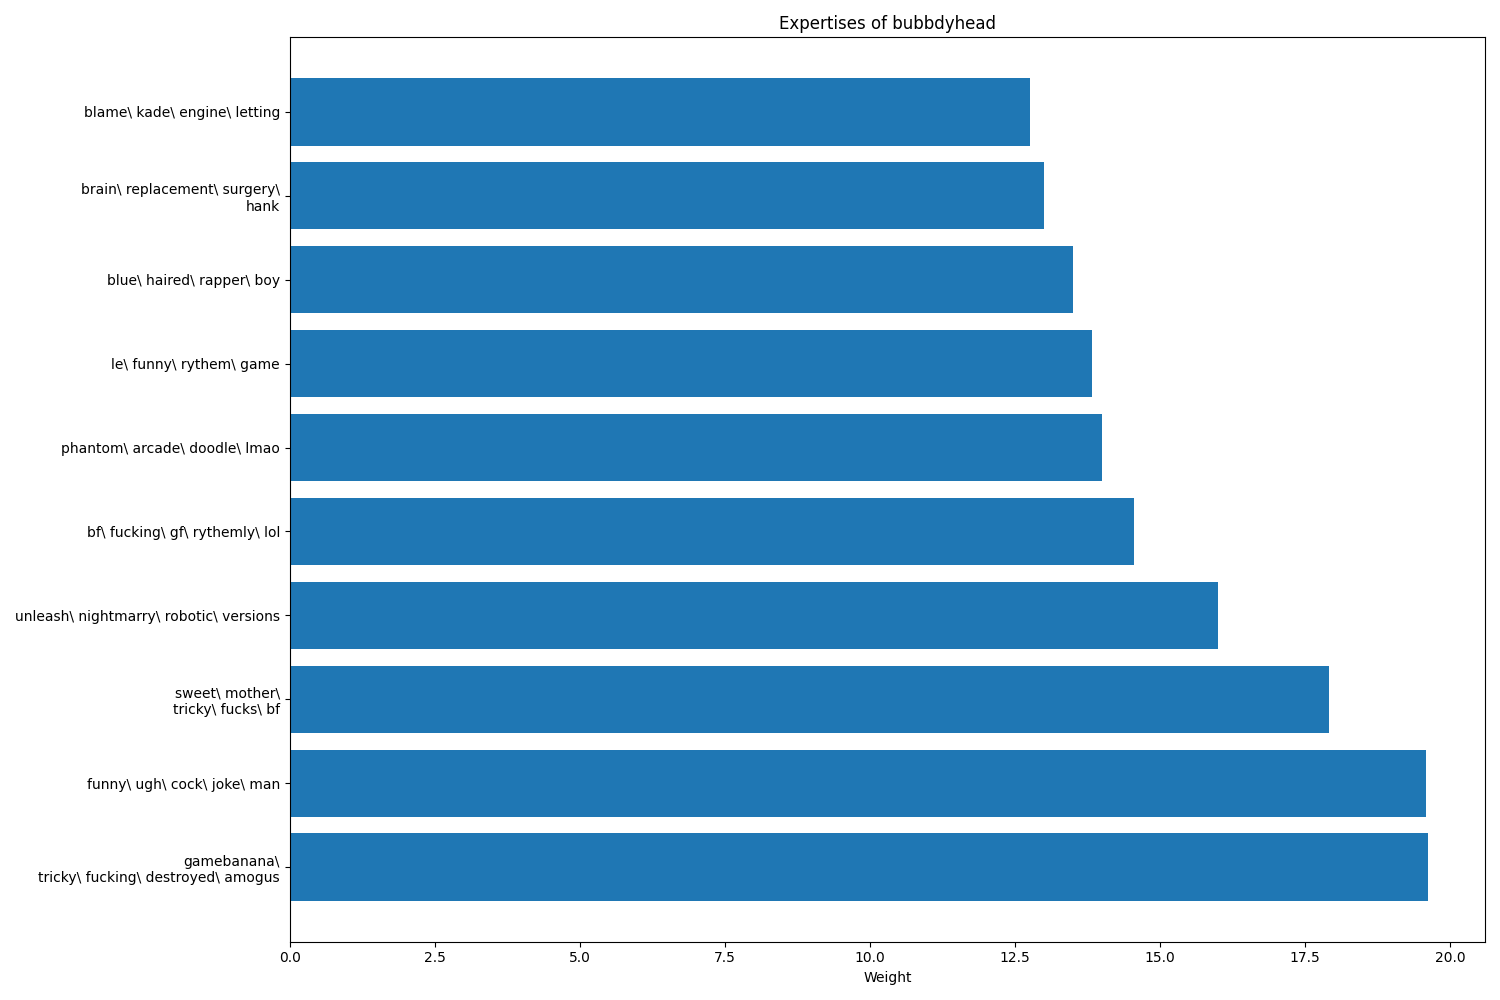 Expertises of bubbdyhead
blame\ kade\ engine\ letting
brain\ replacement\ surgery\
hank
blue\ haired\ rapper\ boy
le\ funny\ rythem\ game
phantom\ arcade\ doodle\ lmao
bf\ fucking\ gf\ rythemly\ lol
unleash\ nightmarry\ robotic\ versions
sweet\ mother\
tricky\ fucks\ bf
funny\ ugh\ cock\ joke\ man
gamebanana\
tricky\ fucking\ destroyed\ amogus
0.0 2.5 5.0 7.5 10.0 12.5 15.0 17.5 20.0
Weight